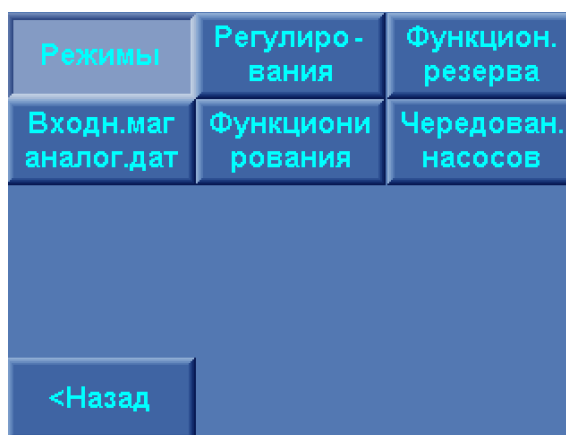 Режимы
Регулиро-
вания
Функцион.
резерва
Входн.маг
аналог.дат
Функциони
рования
Чередован.
насосов
<Назад